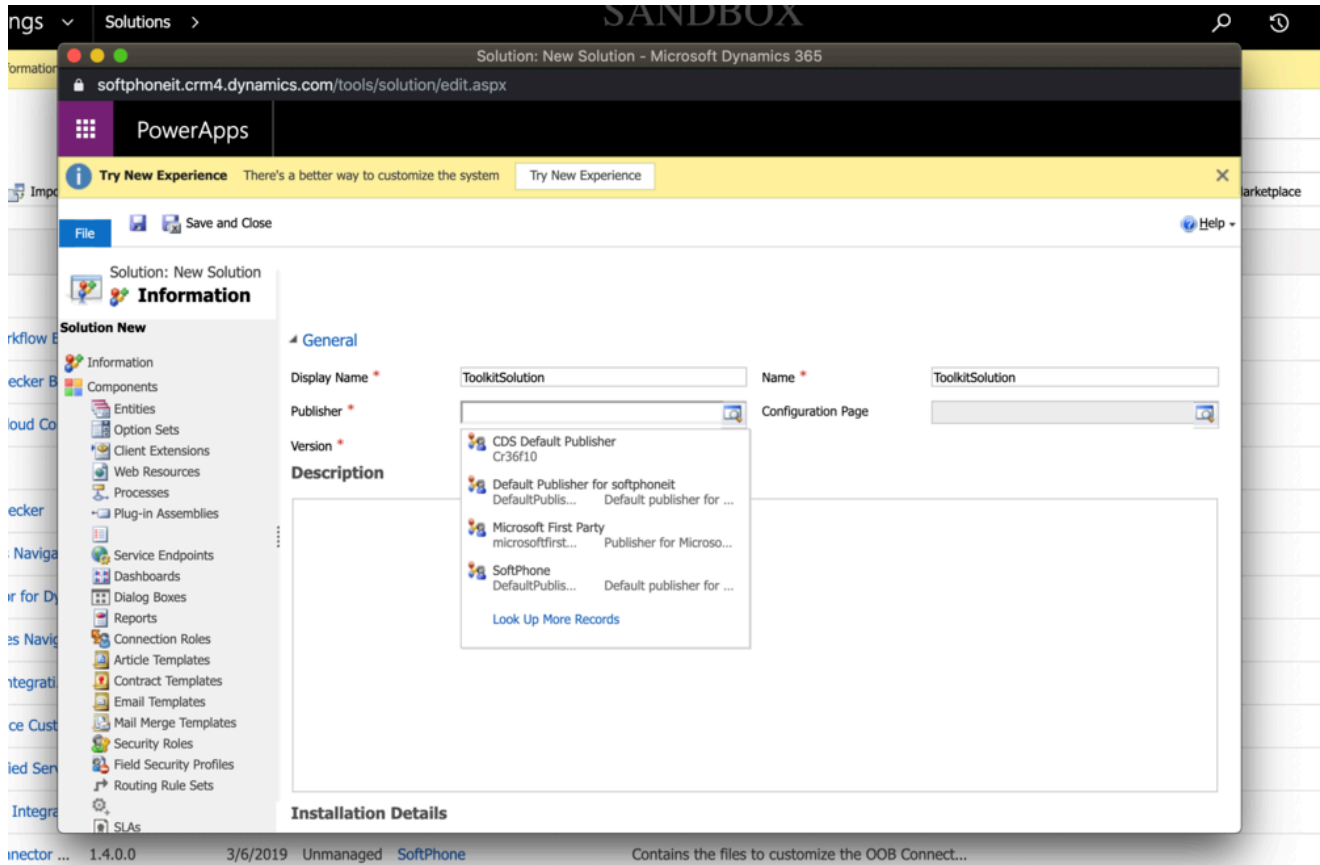 ngs Solutions > SANDBOX
Solution: New Solution - Microsoft Dynamics 365
softphoneit.crm4.dynamics.com/tools/solution/edit.aspx
PowerApps
Try New Experience There's a better way to customize the system Try New Experience
ormation
Impo
arketplace
File Save and Close Help
Solution: New Solution
Information
Solution New
Information
Components
Entities
Option Sets
Client Extensions
Web Resources
Processes
Plug-in Assemblies
Service Endpoints
Dashboards
Dialog Boxes
Reports
Connection Roles
Article Templates
Contract Templates
Email Templates
Mail Merge Templates
Security Roles
Field Security Profiles
Routing Rule Sets
SLAs
General
Display Name * ToolkitSolution Name * ToolkitSolution
Publisher * Configuration Page
Version *
Description
CDS Default Publisher
Cr36f10
Default Publisher for softphoneit
DefaultPublis... Default publisher for ...
Microsoft First Party
microsoftfirst... Publisher for Microso...
SoftPhone
DefaultPublis... Default publisher for ...
Look Up More Records
Installation Details
rkflow E
ecker B
loud Co
ecker
s Naviga
or for Dy
es Navig
ntegrati
ce Cust
ied Serv
Integra
nnector ... 1.4.0.0 3/6/2019 Unmanaged SoftPhone Contains the files to customize the OOB Connect...